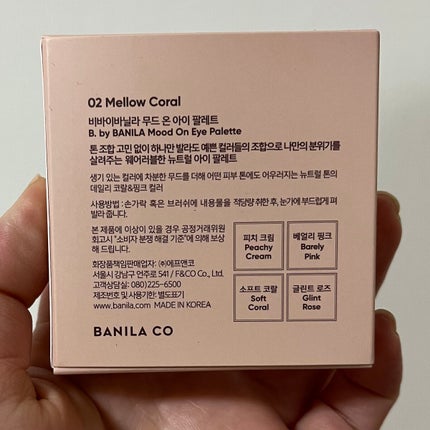 02 Mellow Coral
비바이바닐라 무드 온 아이 팔레트
B. by BANILA Mood On Eye Palette
톤 조합 고민 없이 하나만 발라도 예쁜 컬러들의 조합으로 나만의 분위기를
살려주는 웨어러블한 뉴트럴 아이 팔레트
생기 있는 컬러에 차분한 무드를 더해 어떤 피부 톤에도 어우러지는 뉴트럴 톤의
데일리 코랄&핑크 컬러
사용방법 : 손가락 혹은 브러쉬에 내용물을 적당량 취한 후, 눈가에 부드럽게 펴
발라 줍니다.
본 제품에 이상이 있을 경우 공정거래위원
회고시 "소비자 분쟁 해결 기준"에 의해 보상
해 드립니다.
화장품책임판매업자: ㈜에프앤코
서울시 강남구 언주로 541 / F&CO Co., Ltd.
고객상담실: 080)225-6500
제조번호 및 사용기한: 별도표기
www.banila.com MADE IN KOREA
피치 크림
Peachy
Cream
베얼리 핑크
Barely
Pink
소프트 코랄
Soft
Coral
글린트 로즈
Glint
Rose
BANILA CO